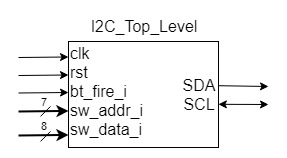 I2C_Top_Level
clk
rst
bt_fire_i
7 sw_addr_i
8 sw_data_i
SDA
SCL